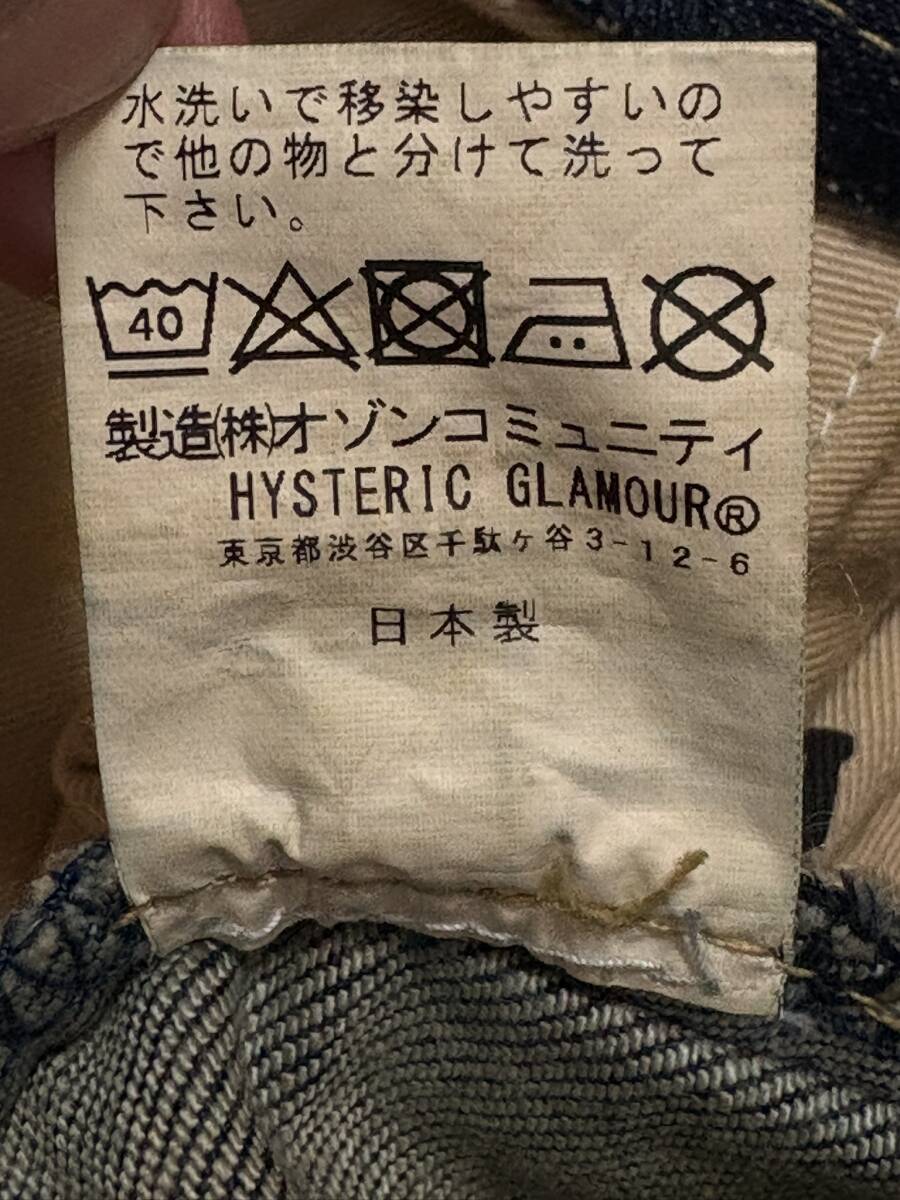 水洗いで移染しやすいの
で他の物と分けて洗って
下さい。
40
製造㈱オゾンコミュニティ
HYSTERIC GLAMOUR®
東京都渋谷区千駄ヶ谷3-12-6
日本製